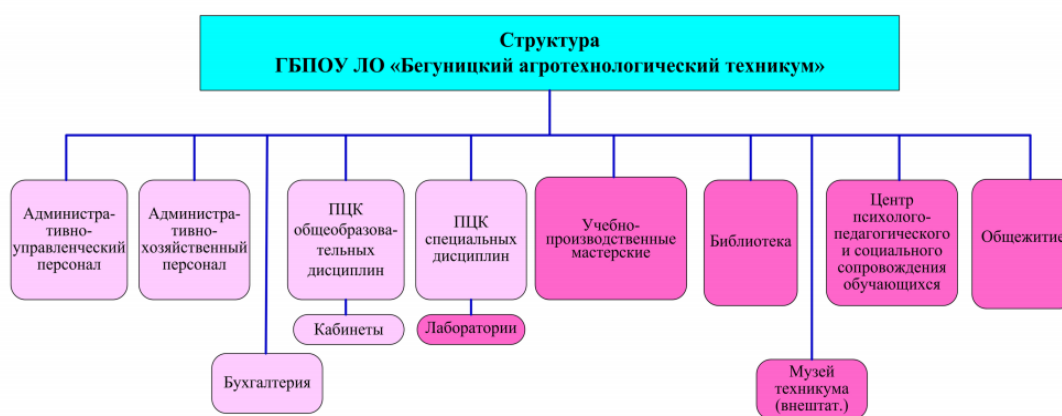 Структура
ГБПОУ ЛО «Бегуницкий агротехнологический техникум»
Администра-
тивно-
управленческий
персонал
Администра-
тивно-
хозяйственный
персонал
ПЦК
общеобразова-
тельных
дисциплин
ПЦК
специальных
дисциплин
Учебно-
производственные
мастерские
Библиотека
Центр
психолого-
педагогического
и социального
сопровождения
обучающихся
Общежитие
Кабинеты
Лаборатории
Бухгалтерия
Музей
техникума
(внештат.)